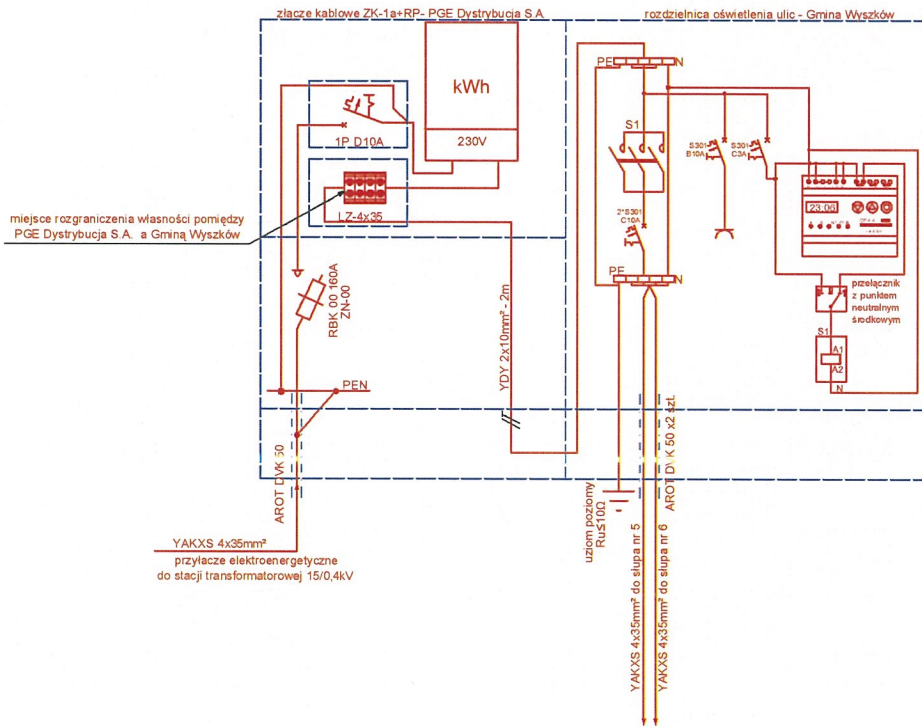 złacze kablowe ZK-1a+RP- PGE Dystrybucja S.A.
rozdzielnica oświetlenia ulic - Gmina Wyszków
kWh
230V
1P D10A
LZ-4x35
miejsce rozgraniczenia własności pomiędzy
PGE Dystrybucja S.A. a Gminą Wyszków
RBK 00 160A
ZN-00
PEN
YDY 2x10mm² - 2m
AROT DVK 50
YAKXS 4x35mm²
przyłacze elektroenergetyczne
do stacji transformatorowej 15/0,4kV
PE
N
S1
2*S301
C10A
PE
N
S301
B10A
S301
C3A
23:06
przełącznik
z punktem
neutralnym
środkowym
S1
A1
A2
N
uziom poziomy
Ru≤10Ω
AROT DVK 50 x2 szt.
YAKXS 4x35mm² do słupa nr 5
YAKXS 4x35mm² do słupa nr 6